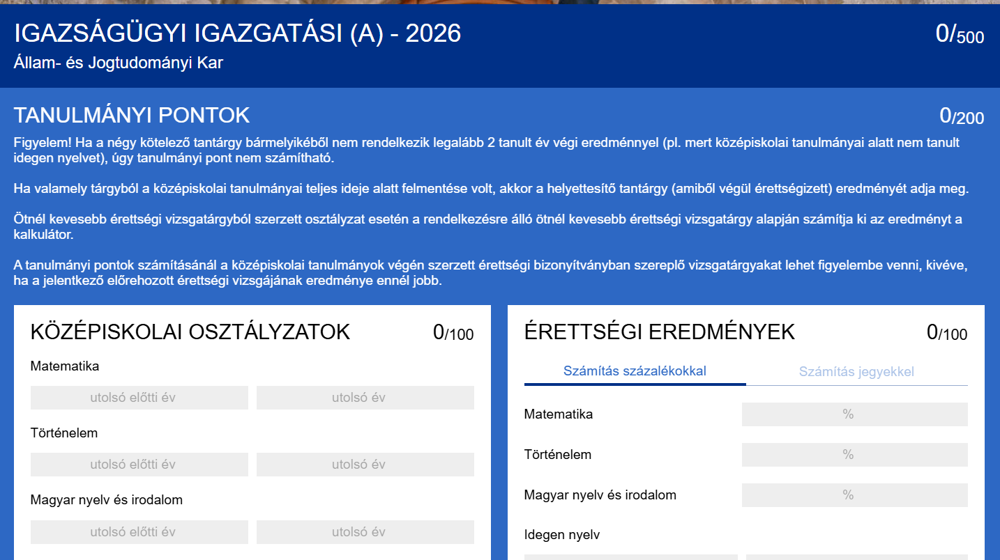 IGAZSÁGÜGYI IGAZGATÁSI (A) - 2026
0/500
Állam- és Jogtudományi Kar
TANULMÁNYI PONTOK
0/200
Figyelem! Ha a négy kötelező tantárgy bármelyikéből nem rendelkezik legalább 2 tanult év végi eredménnyel (pl. mert középiskolai tanulmányai alatt nem tanult
idegen nyelvet), úgy tanulmányi pont nem számítható.
Ha valamely tárgyból a középiskolai tanulmányai teljes ideje alatt felmentése volt, akkor a helyettesítő tantárgy (amiből végül érettségizett) eredményét adja meg.
Ötnél kevesebb érettségi vizsgatárgyból szerzett osztályzat esetén a rendelkezésre álló ötnél kevesebb érettségi vizsgatárgy alapján számítja ki az eredményt a
kalkulátor.
A tanulmányi pontok számításánál a középiskolai tanulmányok végén szerzett érettségi bizonyítványban szereplő vizsgatárgyakat lehet figyelembe venni, kivéve,
ha a jelentkező előrehozott érettségi vizsgájának eredménye ennél jobb.
KÖZÉPISKOLAI OSZTÁLYZATOK
0/100
Matematika
utolsó előtti év
utolsó év
Történelem
utolsó előtti év
utolsó év
Magyar nyelv és irodalom
utolsó előtti év
utolsó év
ÉRETTSÉGI EREDMÉNYEK
0/100
Számítás százalékokkal
Számítás jegyekkel
Matematika
%
Történelem
%
Magyar nyelv és irodalom
%
Idegen nyelv